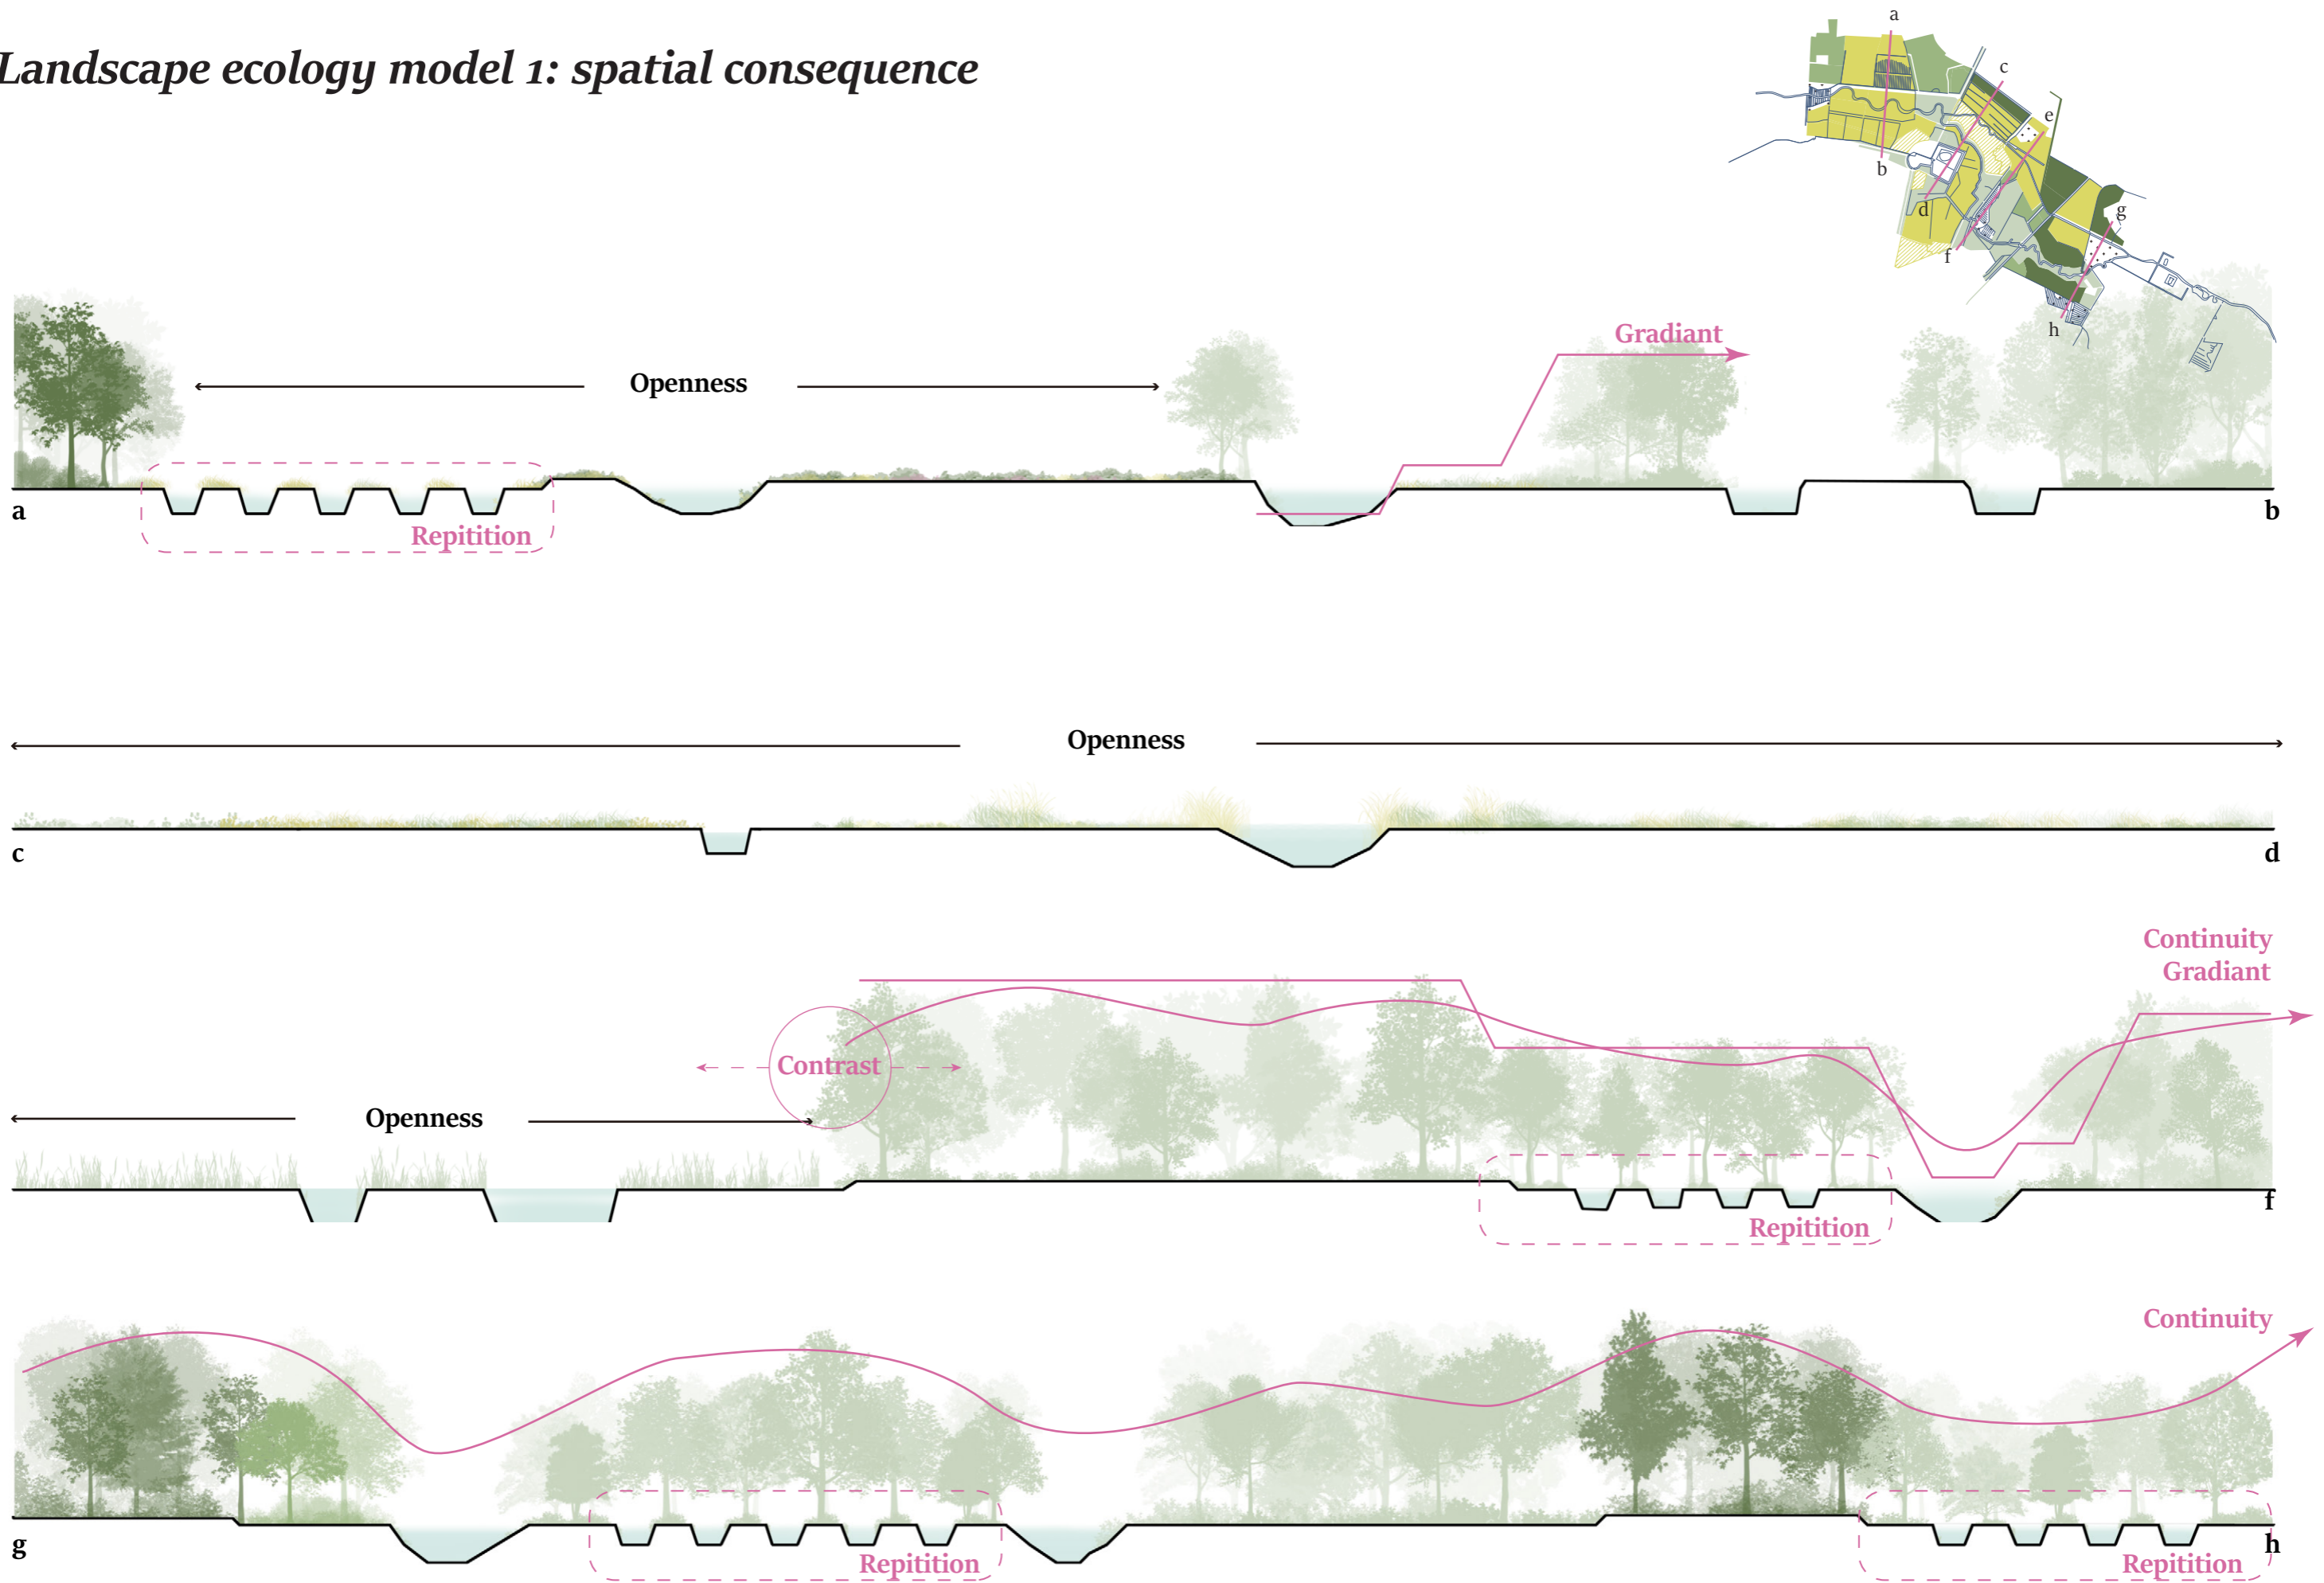 Landscape ecology model 1: spatial consequence
a
c
e
b
d
g
f
h
Gradiant
Openness
Repitition
a
b
Openness
c
d
Continuity
Gradiant
Contrast
Openness
Repitition
f
Continuity
Repitition
Repitition
g
h